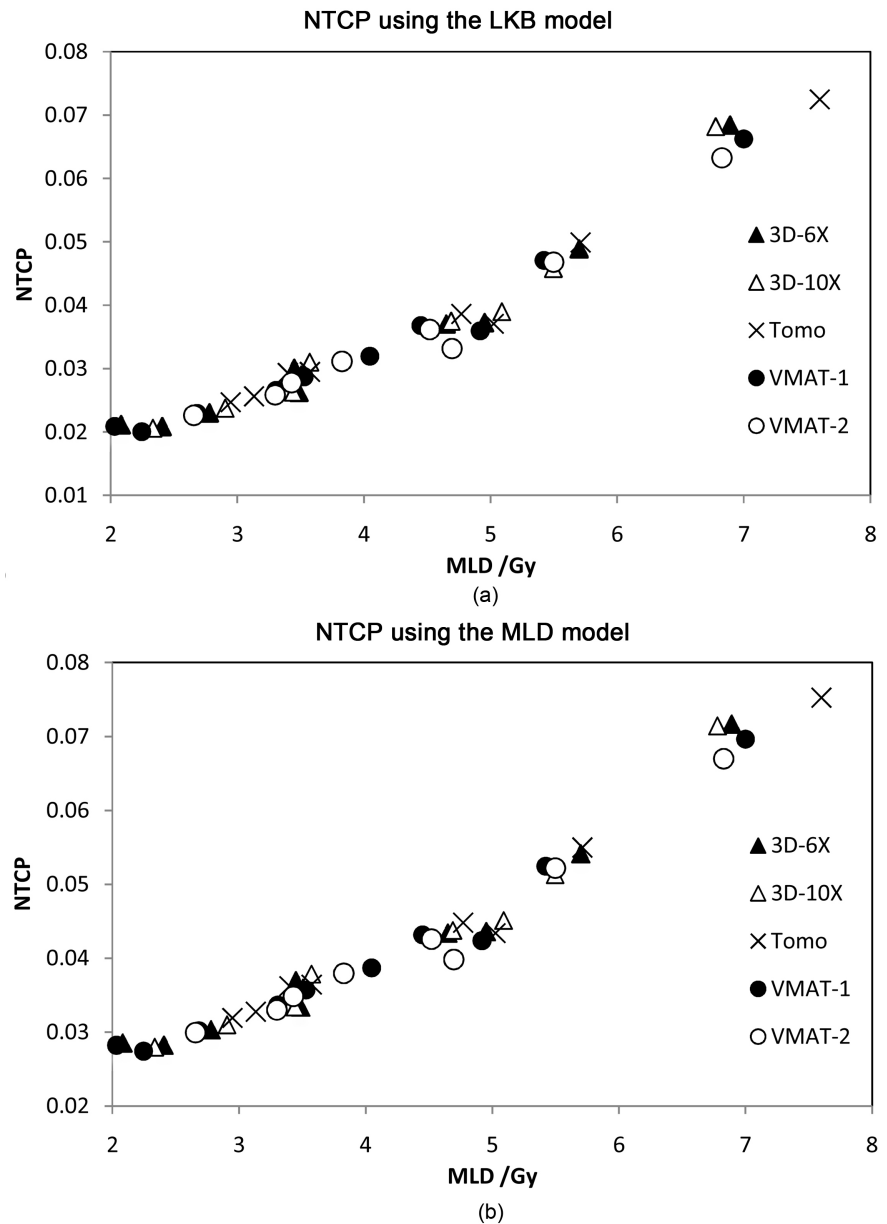 NTCP using the LKB model
0.08
0.07
0.06
0.05
0.04
0.03
0.02
0.01
NTCP
3D-6X
3D-10X
Tomo
VMAT-1
VMAT-2
2 3 4 5 6 7 8
MLD /Gy
(a)
NTCP using the MLD model
0.08
0.07
0.06
0.05
0.04
0.03
0.02
NTCP
3D-6X
3D-10X
Tomo
VMAT-1
VMAT-2
2 3 4 5 6 7 8
MLD /Gy
(b)